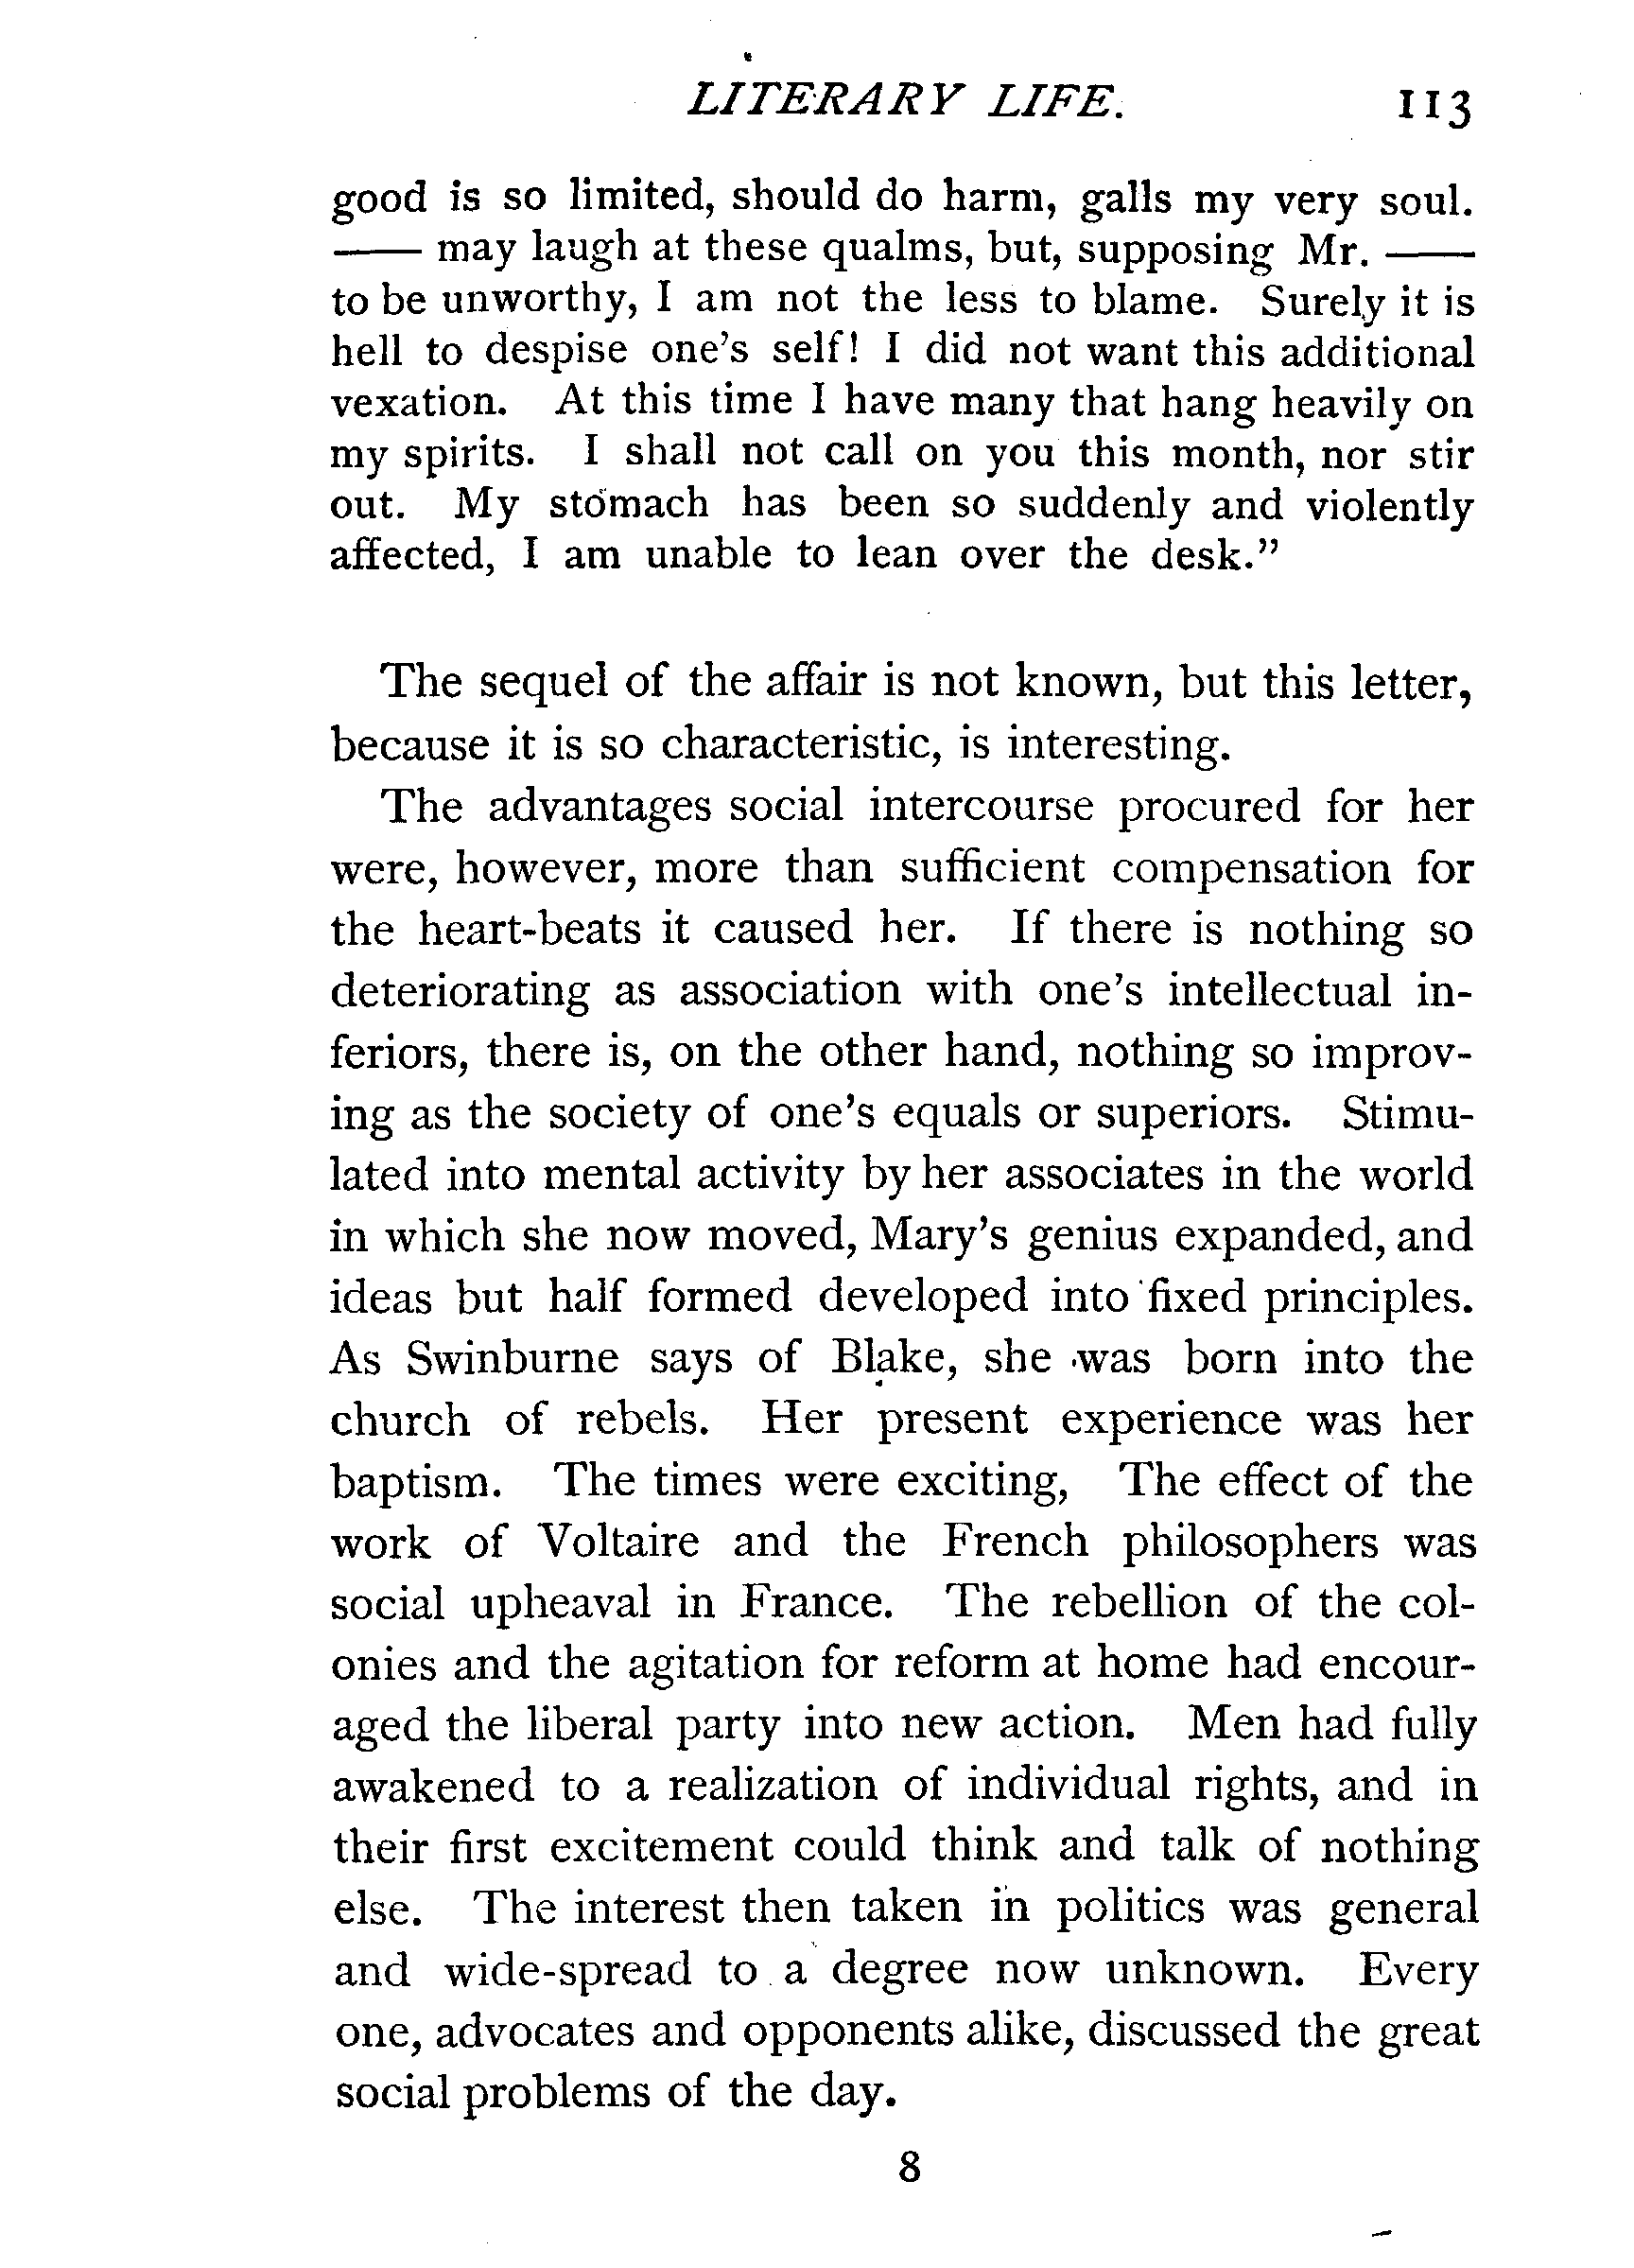 LITERARY LIFE. 113
good is so limited, should do harm, galls my very soul.
—— may laugh at these qualms, but, supposing Mr. ——
to be unworthy, I am not the less to blame. Surely it is
hell to despise one's self! I did not want this additional
vexation. At this time I have many that hang heavily on
my spirits. I shall not call on you this month, nor stir
out. My stomach has been so suddenly and violently
affected, I am unable to lean over the desk."
The sequel of the affair is not known, but this letter,
because it is so characteristic, is interesting.
The advantages social intercourse procured for her
were, however, more than sufficient compensation for
the heart-beats it caused her. If there is nothing so
deteriorating as association with one's intellectual in-
feriors, there is, on the other hand, nothing so improv-
ing as the society of one's equals or superiors. Stimu-
lated into mental activity by her associates in the world
in which she now moved, Mary's genius expanded, and
ideas but half formed developed into fixed principles.
As Swinburne says of Blake, she was born into the
church of rebels. Her present experience was her
baptism. The times were exciting, The effect of the
work of Voltaire and the French philosophers was
social upheaval in France. The rebellion of the col-
onies and the agitation for reform at home had encour-
aged the liberal party into new action. Men had fully
awakened to a realization of individual rights, and in
their first excitement could think and talk of nothing
else. The interest then taken in politics was general
and wide-spread to a degree now unknown. Every
one, advocates and opponents alike, discussed the great
social problems of the day.
8